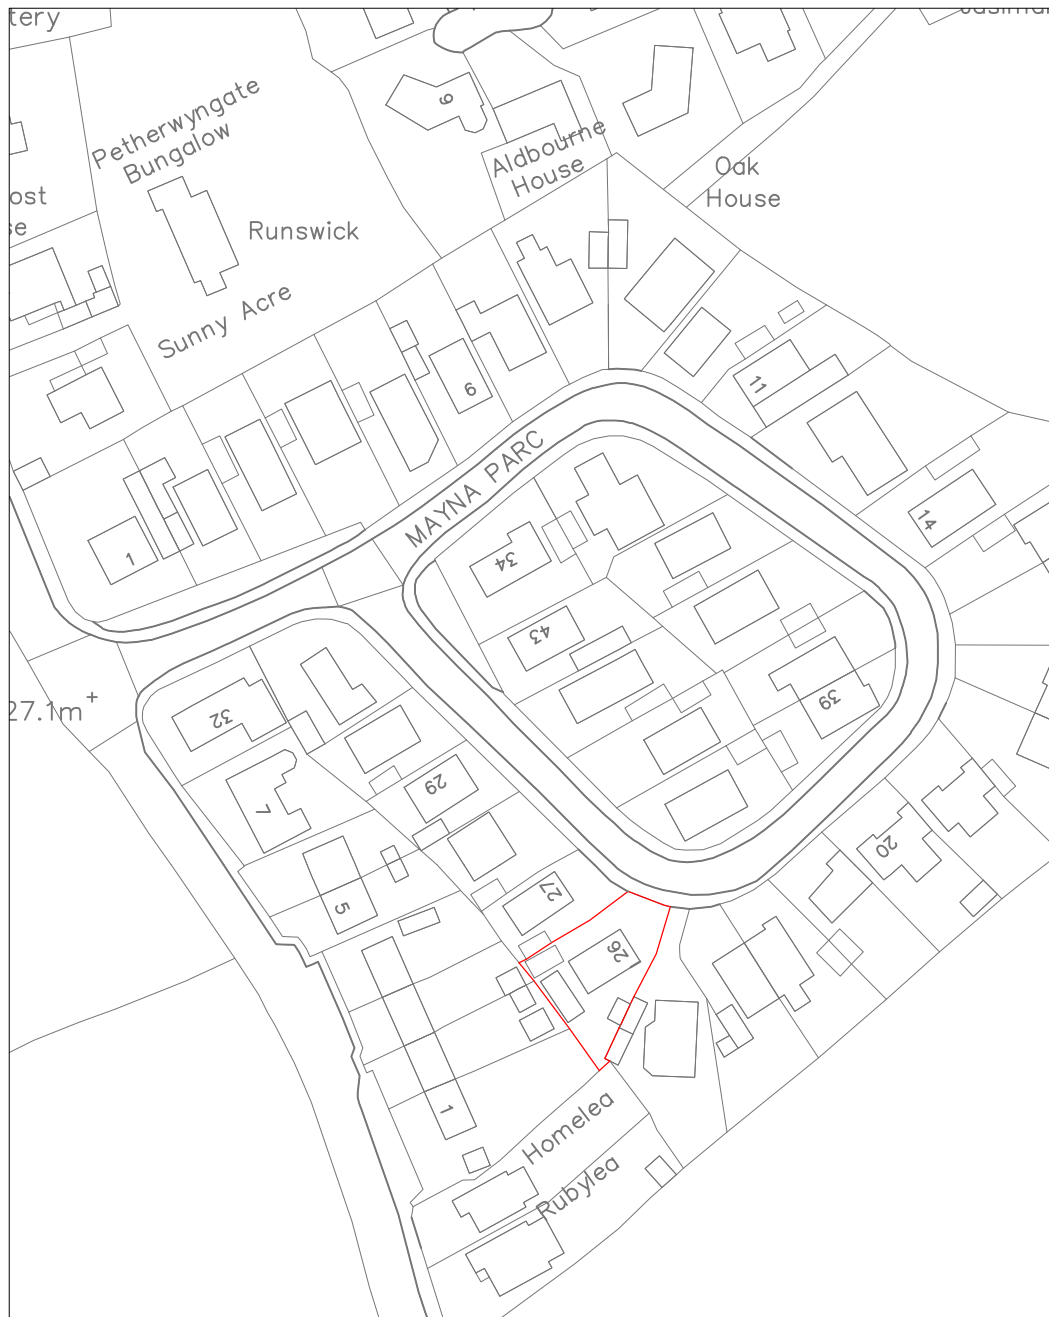 tery
Petherwyngate
Bungalow
9
Aldbourne
House
Oak
House
ost
se
Runswick
Sunny Acre
9
11
MAYNA PARC
1
34
14
43
32
27.1m+
39
29
7
20
5
27
26
1
Homelea
Rubylea